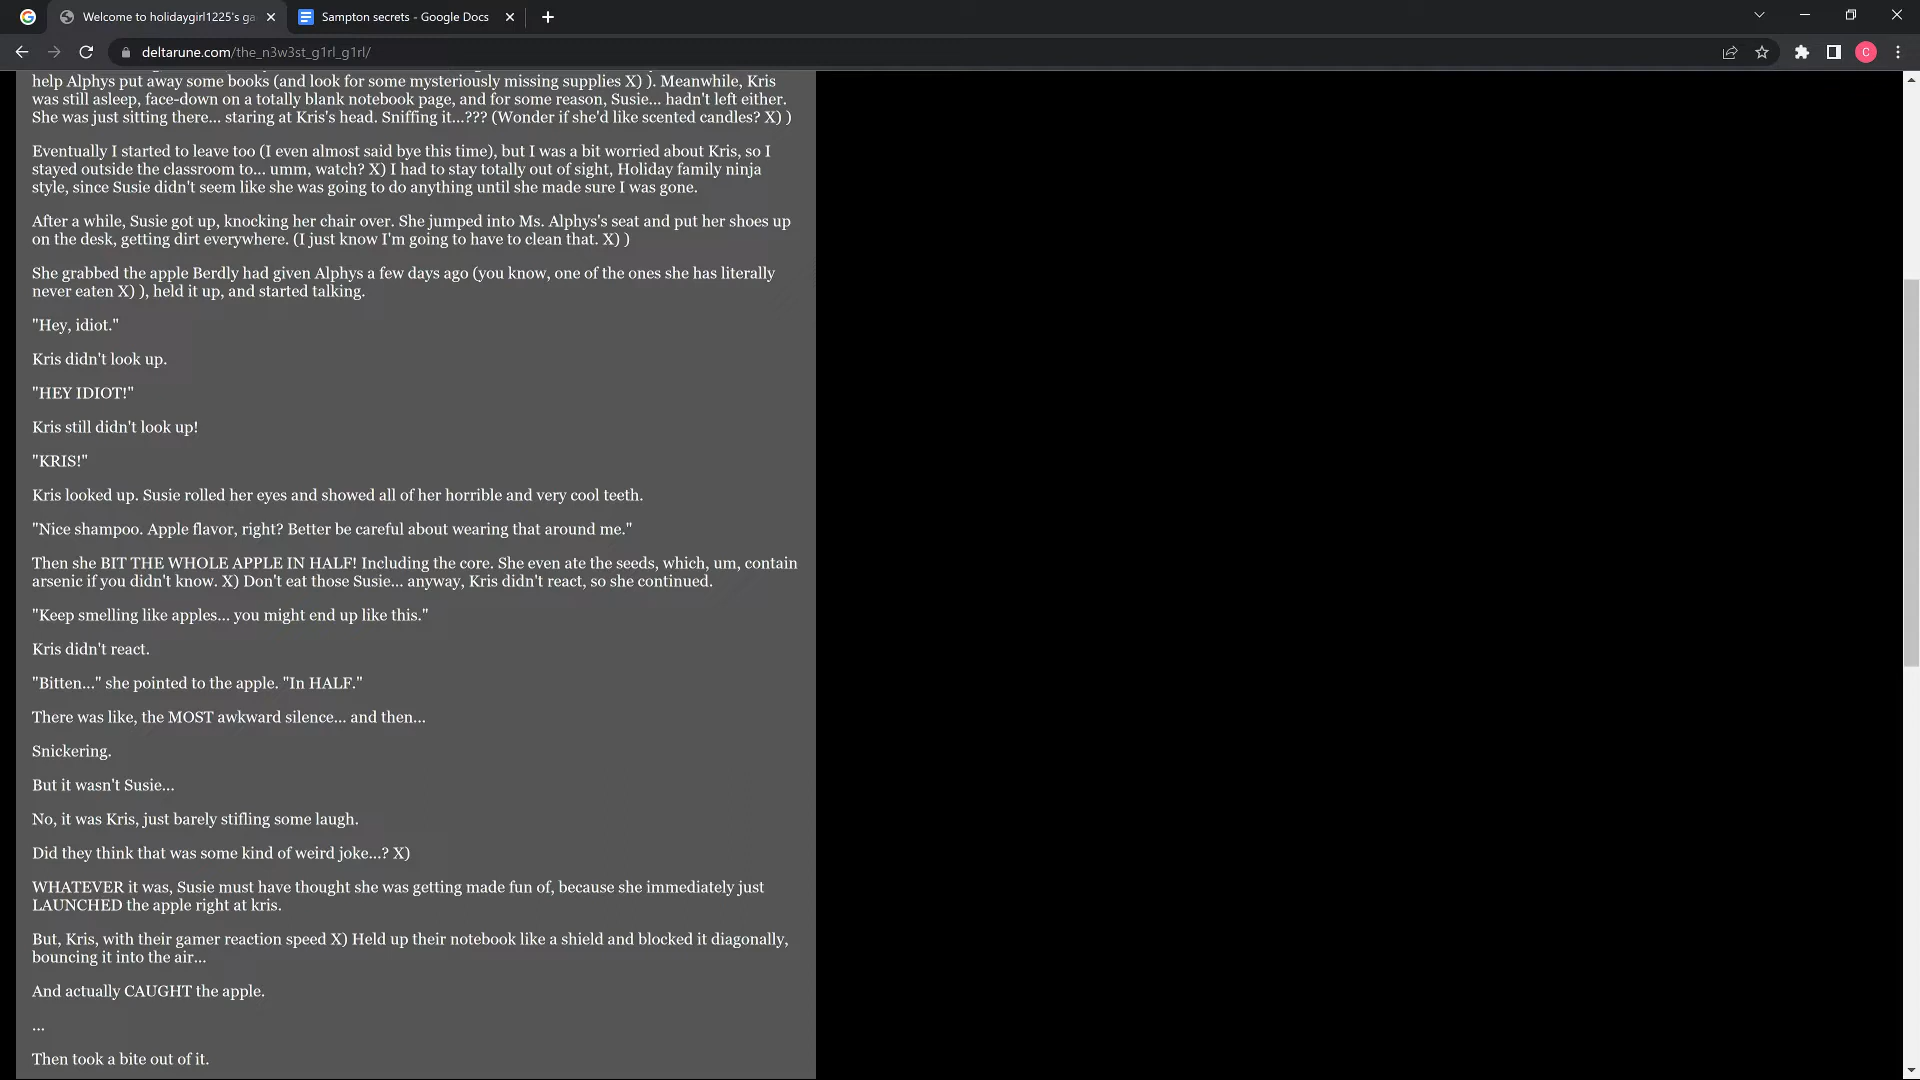 Welcome to holidaygirl1225's ga
Sampton secrets - Google Docs
deltarune.com/the_n3w3st_g1rl_g1rl/
C
help Alphys put away some books (and look for some mysteriously missing supplies X) ). Meanwhile, Kris
was still asleep, face-down on a totally blank notebook page, and for some reason, Susie... hadn't left either.
She was just sitting there... staring at Kris's head. Sniffing it...??? (Wonder if she'd like scented candles? X) )
Eventually I started to leave too (I even almost said bye this time), but I was a bit worried about Kris, so I
stayed outside the classroom to... umm, watch? X) I had to stay totally out of sight, Holiday family ninja
style, since Susie didn't seem like she was going to do anything until she made sure I was gone.
After a while, Susie got up, knocking her chair over. She jumped into Ms. Alphys's seat and put her shoes up
on the desk, getting dirt everywhere. (I just know I'm going to have to clean that. X) )
She grabbed the apple Berdly had given Alphys a few days ago (you know, one of the ones she has literally
never eaten X) ), held it up, and started talking.
"Hey, idiot."
Kris didn't look up.
"HEY IDIOT!"
Kris still didn't look up!
"KRIS!"
Kris looked up. Susie rolled her eyes and showed all of her horrible and very cool teeth.
"Nice shampoo. Apple flavor, right? Better be careful about wearing that around me."
Then she BIT THE WHOLE APPLE IN HALF! Including the core. She even ate the seeds, which, um, contain
arsenic if you didn't know. X) Don't eat those Susie... anyway, Kris didn't react, so she continued.
"Keep smelling like apples... you might end up like this."
Kris didn't react.
"Bitten..." she pointed to the apple. "In HALF."
There was like, the MOST awkward silence... and then...
Snickering.
But it wasn't Susie...
No, it was Kris, just barely stifling some laugh.
Did they think that was some kind of weird joke...? X)
WHATEVER it was, Susie must have thought she was getting made fun of, because she immediately just
LAUNCHED the apple right at kris.
But, Kris, with their gamer reaction speed X) Held up their notebook like a shield and blocked it diagonally,
bouncing it into the air...
And actually CAUGHT the apple.
...
Then took a bite out of it.